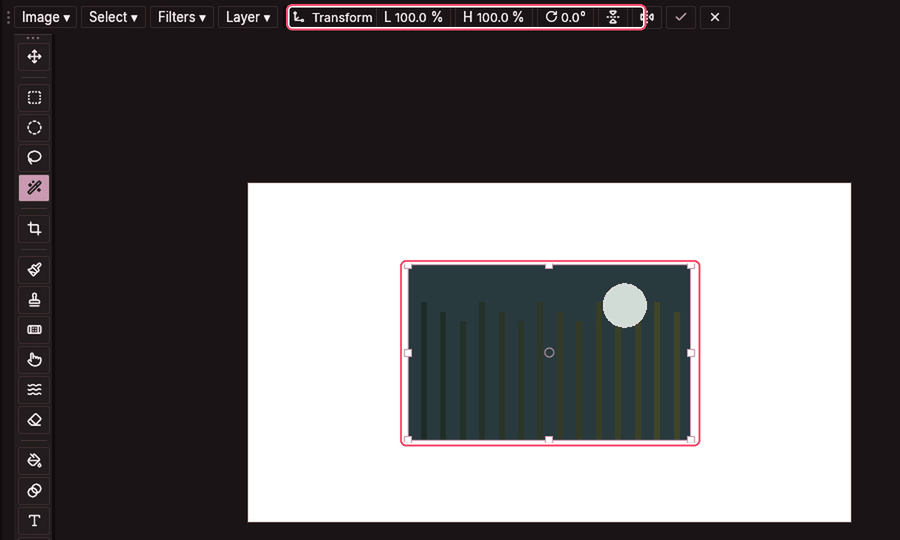 Image ▾ Select ▾ Filters ▾ Layer ▾ Transform L 100.0 % H 100.0 % 0.0°
T